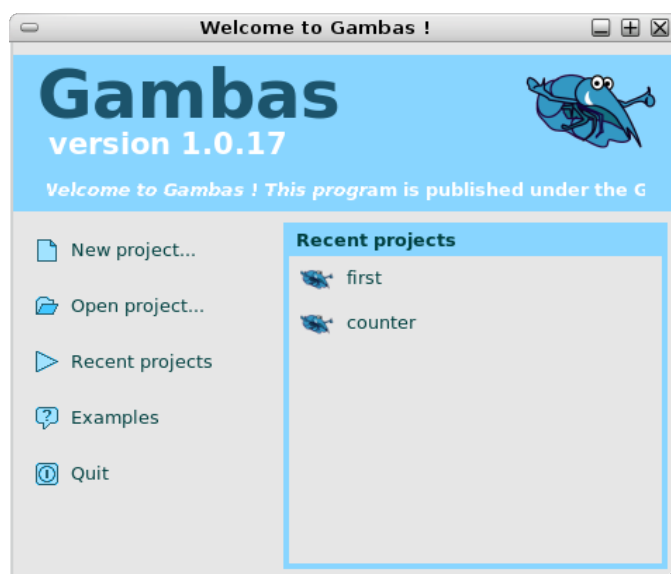 Welcome to Gambas !
Gambas
version 1.0.17
Welcome to Gambas ! This program is published under the G
New project...
Open project...
Recent projects
Examples
Quit
Recent projects
first
counter